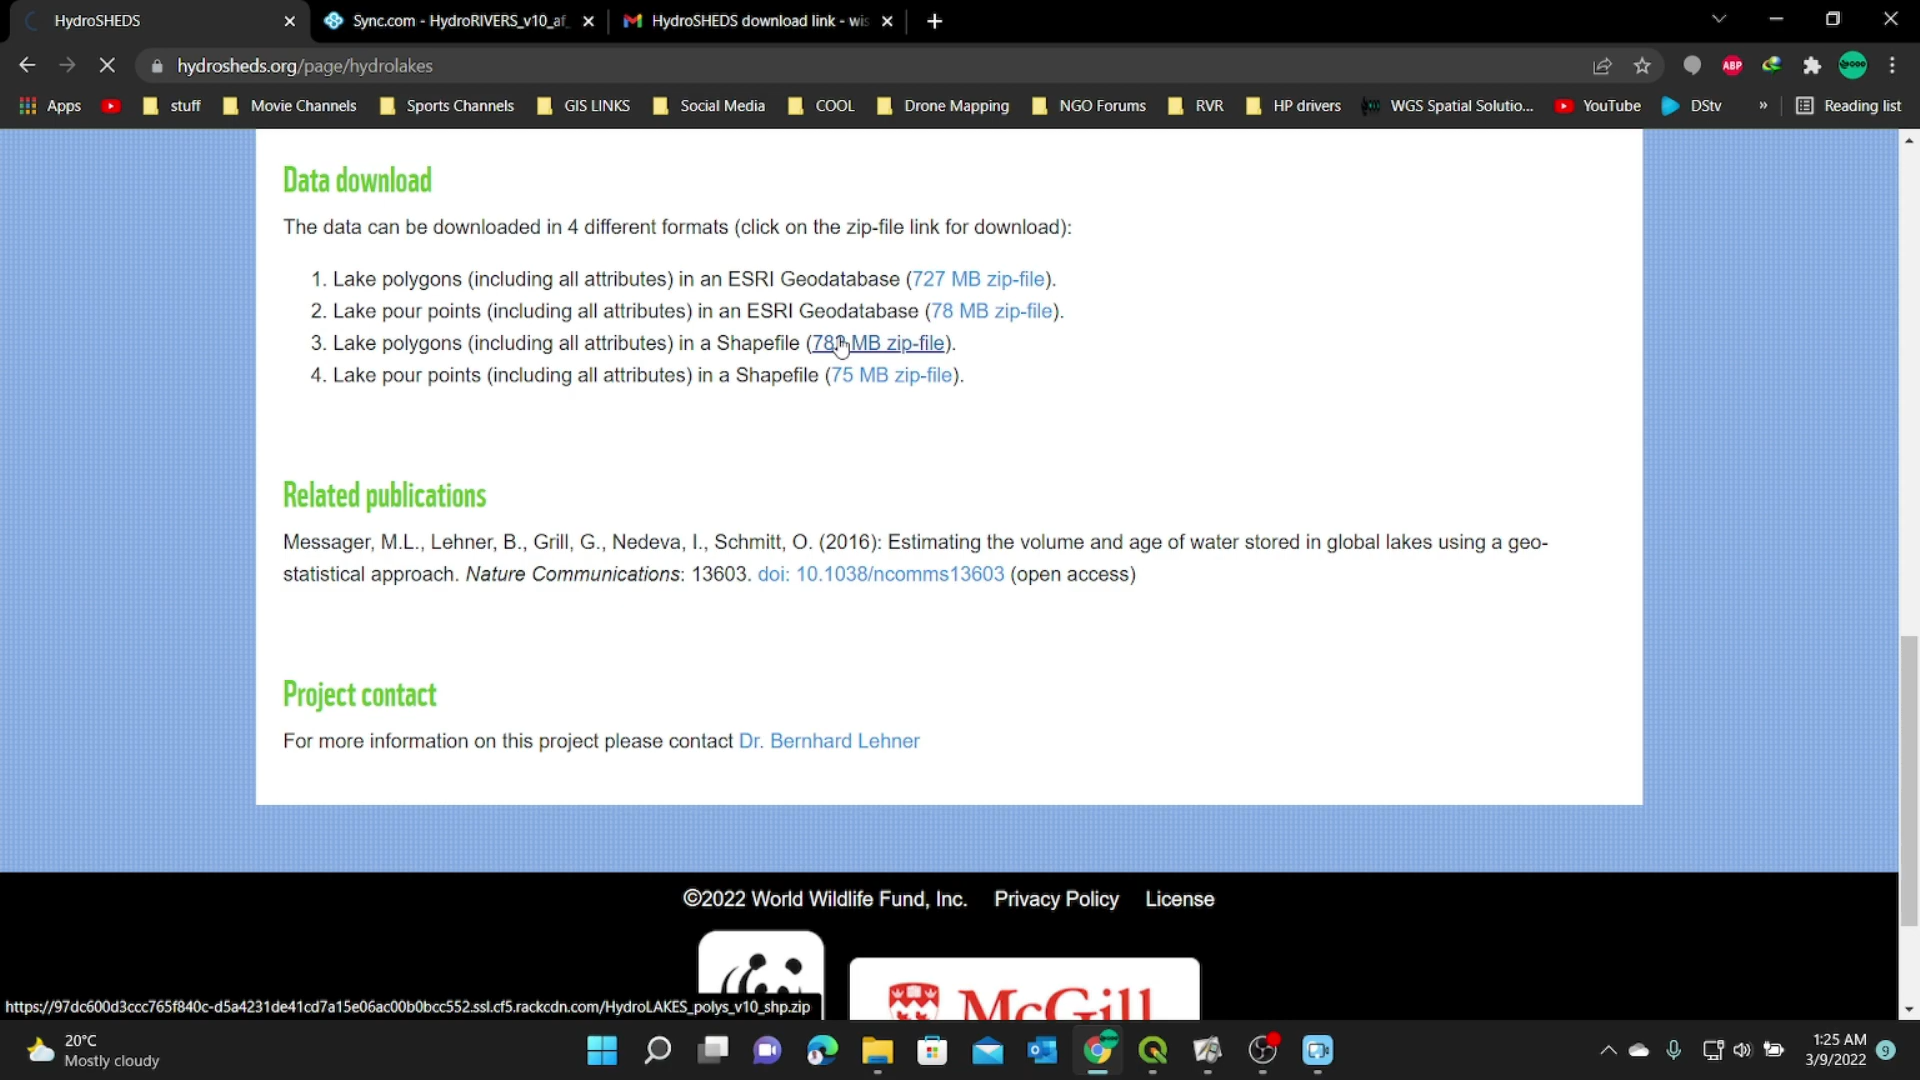 HydroSHEDS
Sync.com - HydroRIVERS_v10_af_
HydroSHEDS download link - wis
hydrosheds.org/page/hydrolakes
ABP
Apps
stuff
Movie Channels
Sports Channels
GIS LINKS
Social Media
COOL
Drone Mapping
NGO Forums
RVR
HP drivers
WGS Spatial Solutio...
YouTube
DStv
»
Reading list
Data download
The data can be downloaded in 4 different formats (click on the zip-file link for download):
1. Lake polygons (including all attributes) in an ESRI Geodatabase (727 MB zip-file).
2. Lake pour points (including all attributes) in an ESRI Geodatabase (78 MB zip-file).
3. Lake polygons (including all attributes) in a Shapefile ( MB zip-file).
4. Lake pour points (including all attributes) in a Shapefile (75 MB zip-file).
Related publications
Messager, M.L., Lehner, B., Grill, G., Nedeva, I., Schmitt, O. (2016): Estimating the volume and age of water stored in global lakes using a geo-
statistical approach. Nature Communications: 13603. doi: 10.1038/ncomms13603 (open access)
Project contact
For more information on this project please contact Dr. Bernhard Lehner
©2022 World Wildlife Fund, Inc. Privacy Policy License
McGill
https://97dc600d3ccc765f840c-d5a4231de41cd7a15e06ac00b0bcc552.ssl.cf5.rackcdn.com/HydroLAKES_polys_v10_shp.zip
20°C
Mostly cloudy
1:25 AM
3/9/2022
9